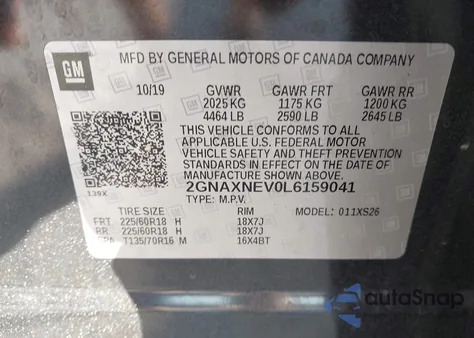 GM
MFD BY GENERAL MOTORS OF CANADA COMPANY
10/19 GVWR GAWR FRT GAWR RR
2025 KG 1175 KG 1200 KG
4464 LB 2590 LB 2645 LB
THIS VEHICLE CONFORMS TO ALL
APPLICABLE U.S. FEDERAL MOTOR
VEHICLE SAFETY AND THEFT PREVENTION
STANDARDS IN EFFECT ON THE DATE OF
MANUFACTURE SHOWN ABOVE.
2GNAXNEV0L6159041
139X
TYPE: M.P.V.
TIRE SIZE RIM MODEL: 011XS26
FRT 225/60R18 H 18X7J
RR 225/60R18 H 18X7J
SPA T135/70R16 M 16X4BT
autoSnap